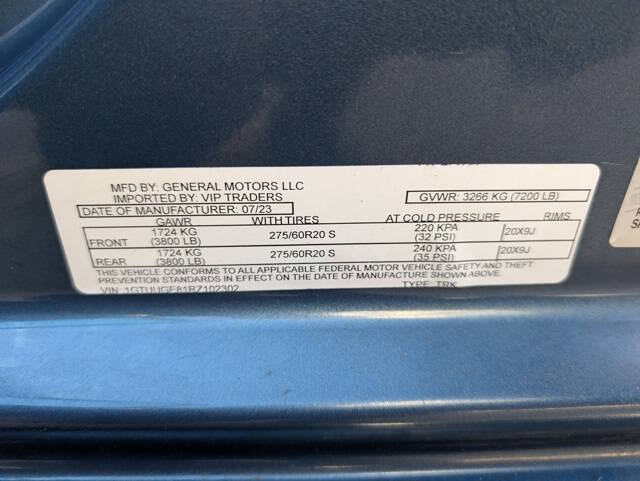 MFD BY: GENERAL MOTORS LLC
IMPORTED BY: VIP TRADERS
DATE OF MANUFACTURER: 07/23
GVWR: 3266 KG (7200 LB)
GAWR WITH TIRES AT COLD PRESSURE RIMS
FRONT 1724 KG (3800 LB) 275/60R20 S 220 KPA (32 PSI) 20X9J
REAR 1724 KG (3800 LB) 275/60R20 S 240 KPA (35 PSI) 20X9J
THIS VEHICLE CONFORMS TO ALL APPLICABLE FEDERAL MOTOR VEHICLE SAFETY AND THEFT
PREVENTION STANDARDS IN EFFECT ON THE DATE OF MANUFACTURE SHOWN ABOVE.
VIN: 1GTUUGE81RZ102302 TYPE: TRK